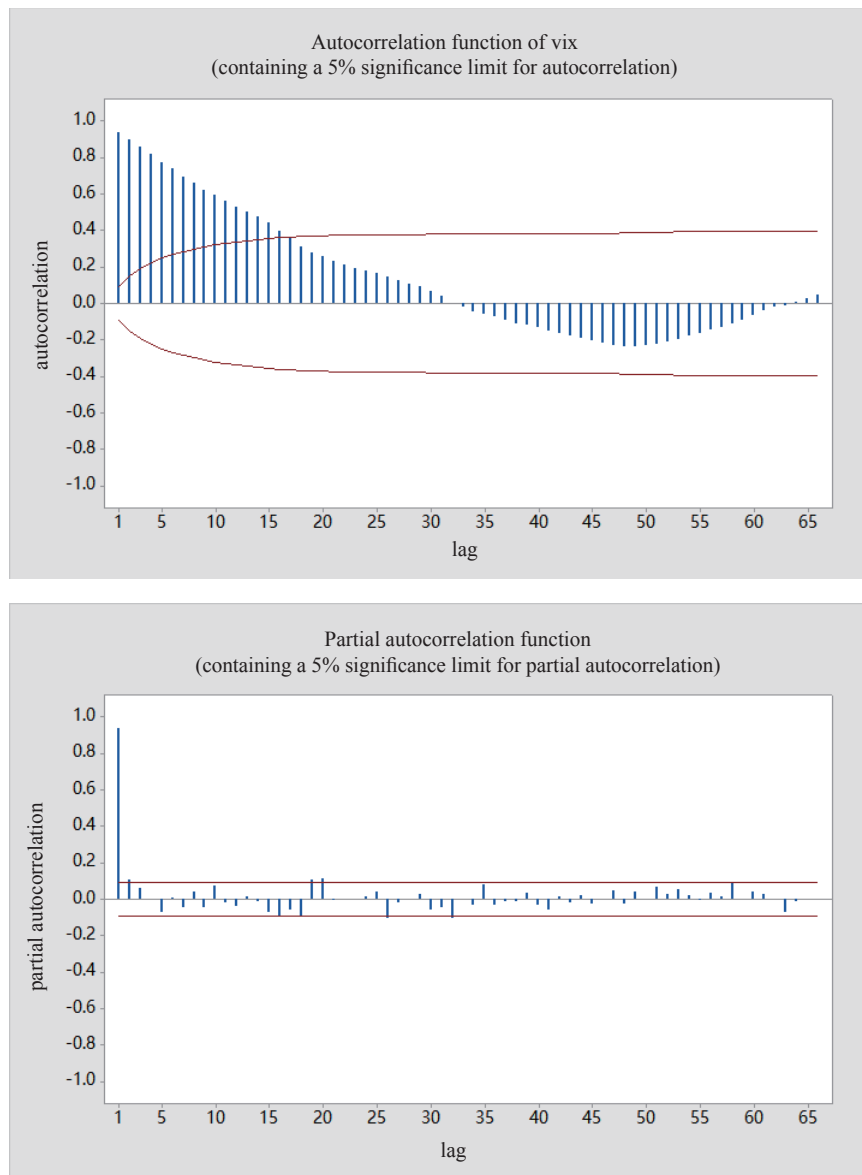 Autocorrelation function of vix
(containing a 5% significance limit for autocorrelation)
1.0
0.8
0.6
0.4
0.2
0.0
-0.2
-0.4
-0.6
-0.8
-1.0
autocorrelation
1 5 10 15 20 25 30 35 40 45 50 55 60 65
lag
Partial autocorrelation function
(containing a 5% significance limit for partial autocorrelation)
1.0
0.8
0.6
0.4
0.2
0.0
-0.2
-0.4
-0.6
-0.8
-1.0
partial autocorrelation
1 5 10 15 20 25 30 35 40 45 50 55 60 65
lag